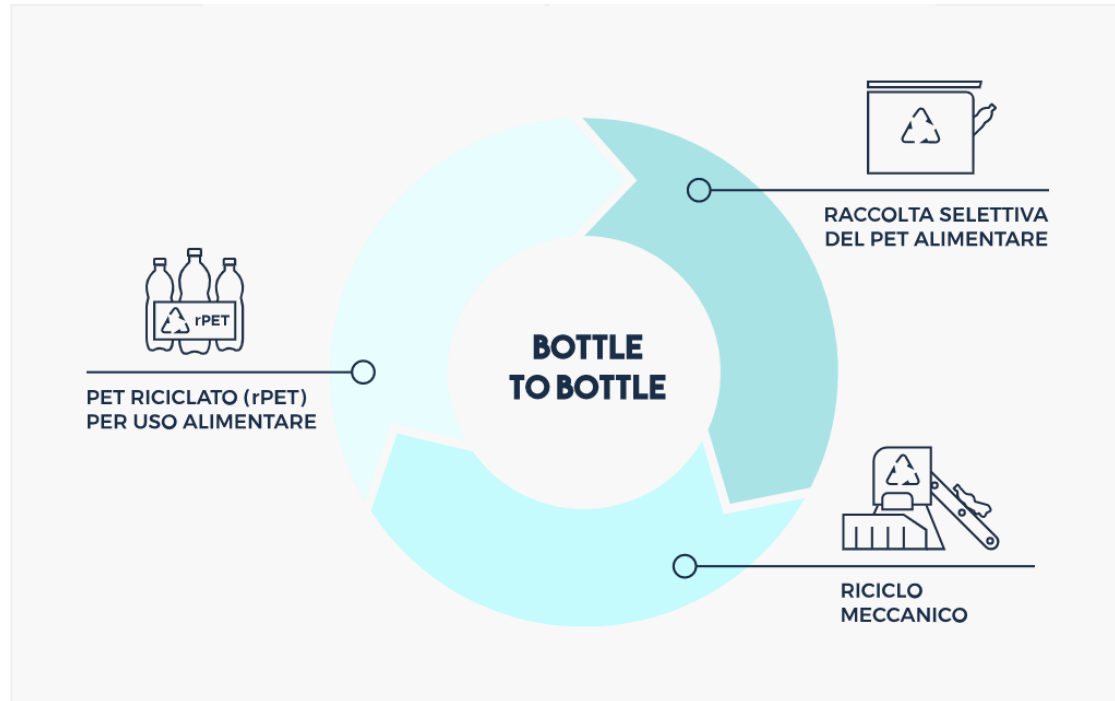 RACCOLTA SELETTIVA
DEL PET ALIMENTARE
rPET
PET RICICLATO (rPET)
PER USO ALIMENTARE
BOTTLE
TO BOTTLE
RICICLO
MECCANICO